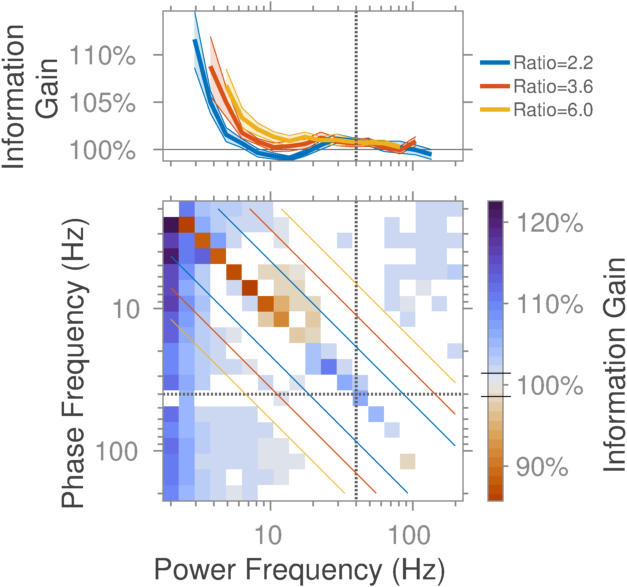 Information
Gain
110%
105%
100%
Ratio=2.2
Ratio=3.6
Ratio=6.0
Phase Frequency (Hz)
10
100
10
100
Power Frequency (Hz)
120%
110%
100%
90%
Information Gain